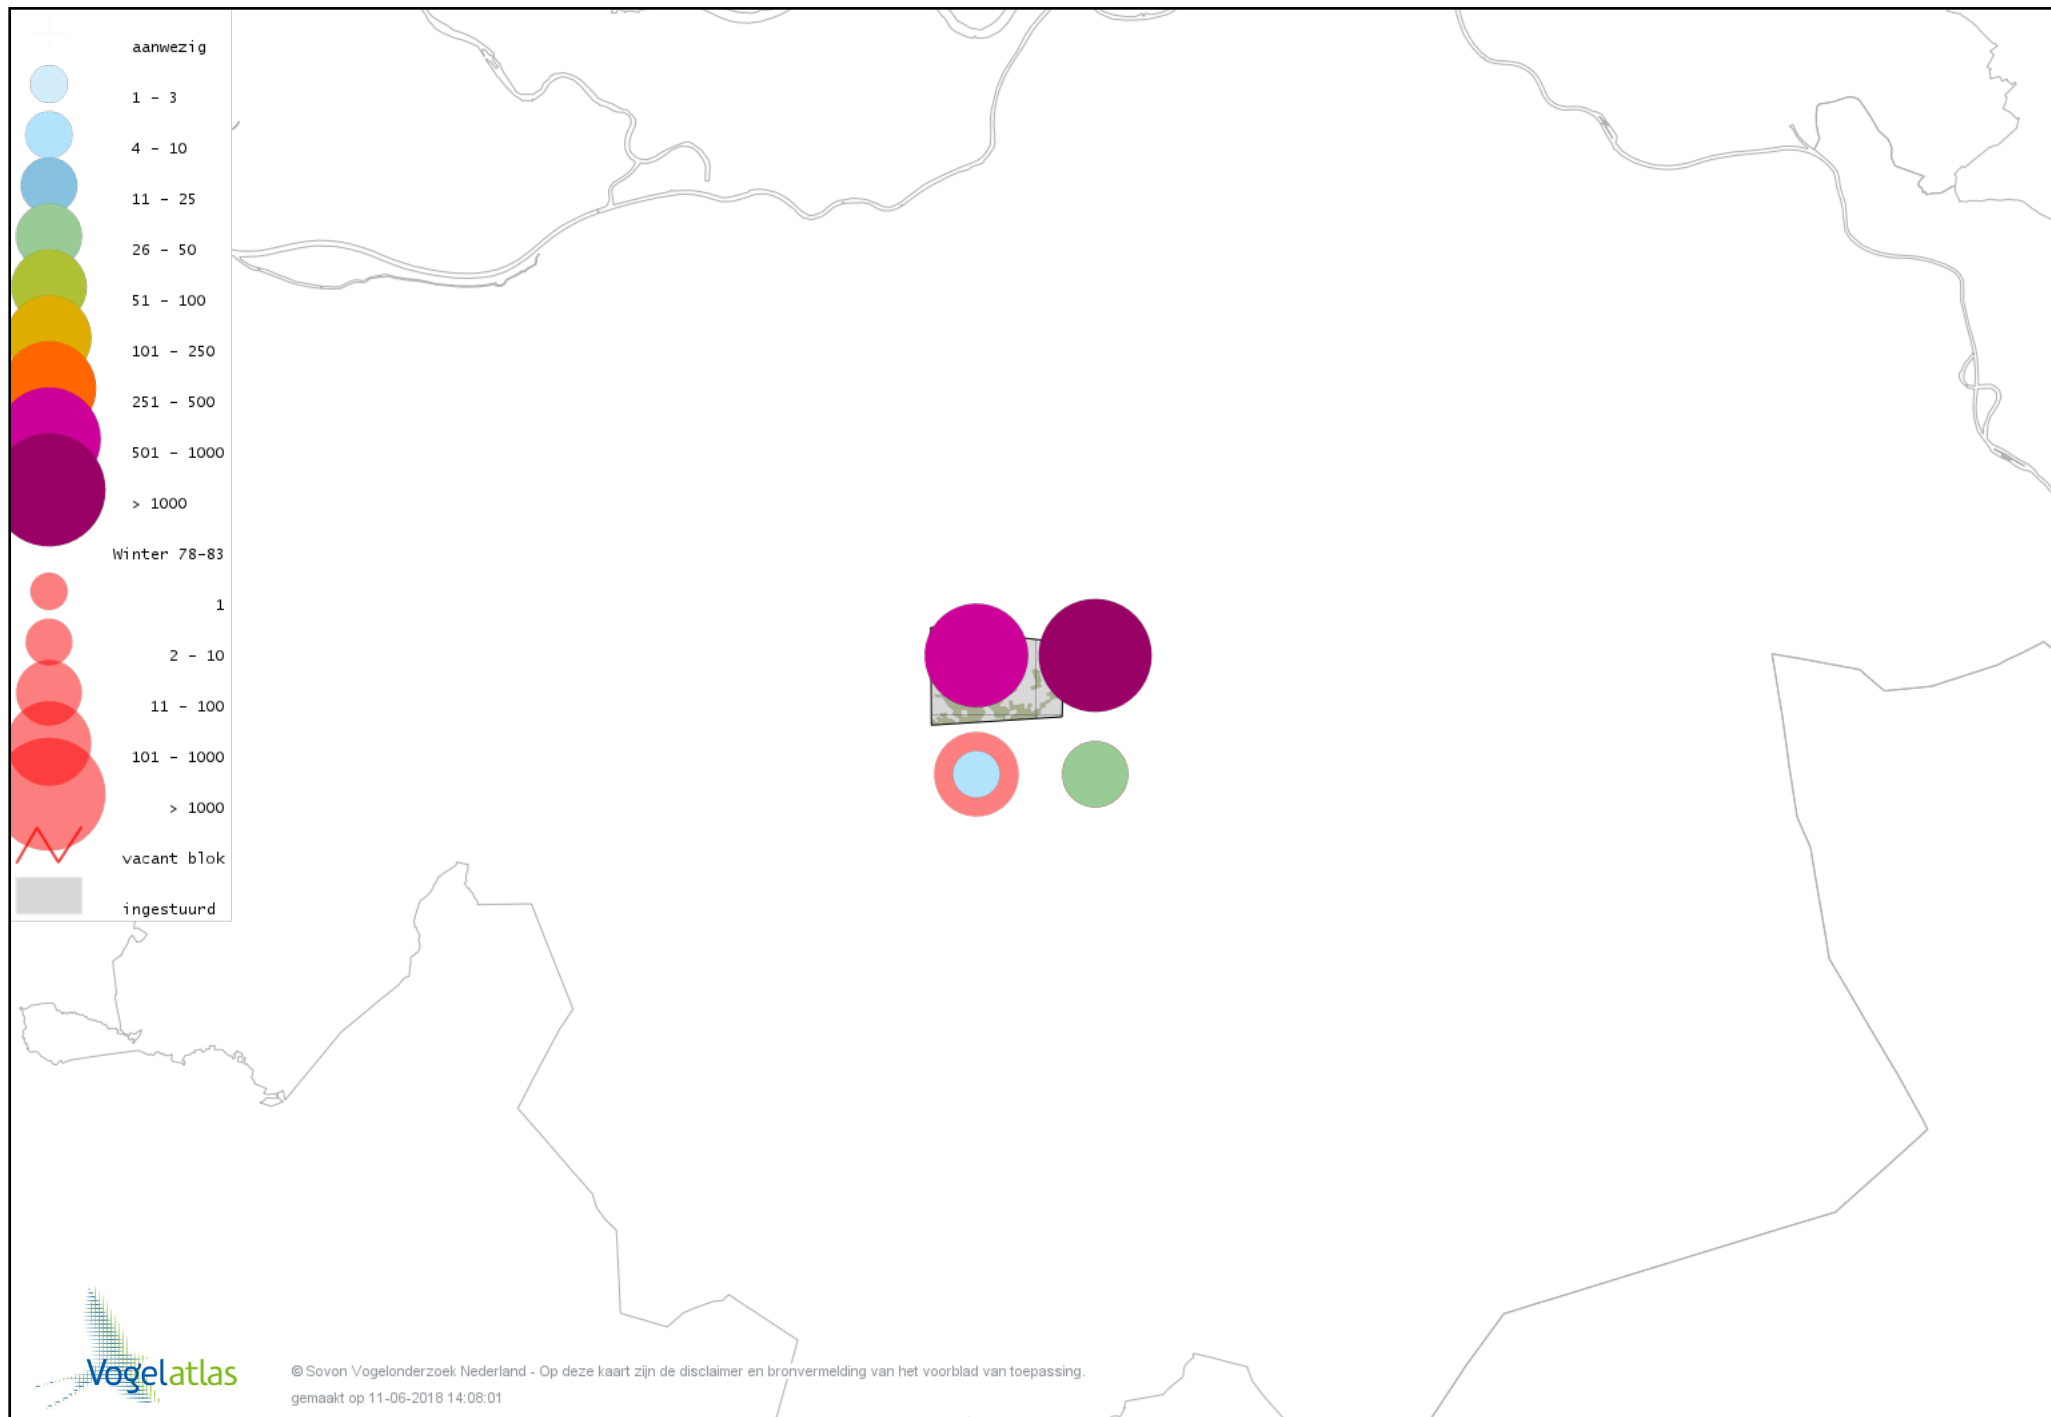 aanwezig
1 - 3
4 - 10
11 - 25
26 - 50
51 - 100
101 - 250
251 - 500
501 - 1000
> 1000
Winter 78-83
1
2 - 10
11 - 100
101 - 1000
> 1000
vacant blok
ingestuurd
Vogelatlas
© Sovon Vogelonderzoek Nederland - Op deze kaart zijn de disclaimer en bronvermelding van het voorblad van toepassing.
gemaakt op 11-06-2018 14:08:01